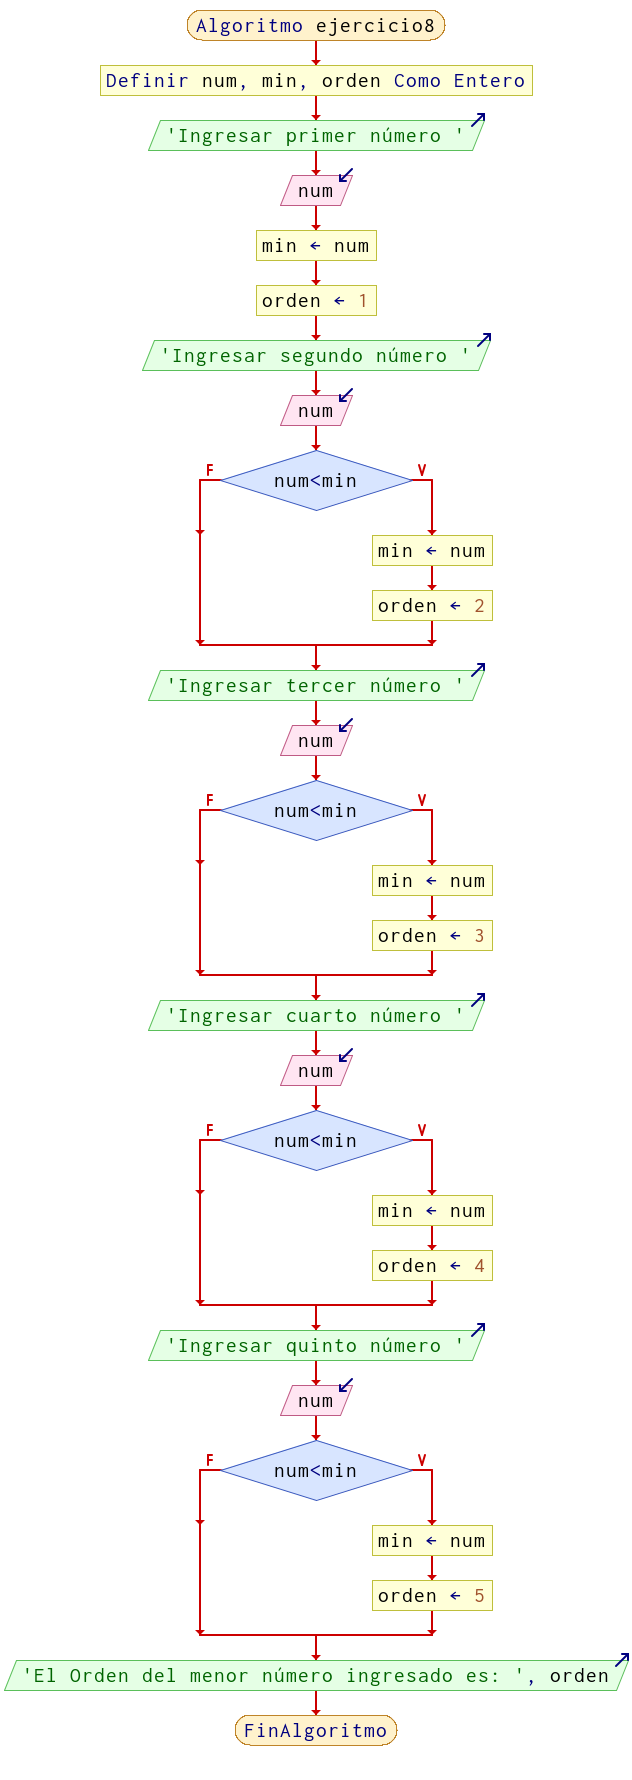 Algoritmo ejercicio8
Definir num, min, orden Como Entero
'Ingresar primer número '
num
min ← num
orden ← 1
'Ingresar segundo número '
num
F
V
num<min
min ← num
orden ← 2
'Ingresar tercer número '
num
F
V
num<min
min ← num
orden ← 3
'Ingresar cuarto número '
num
F
V
num<min
min ← num
orden ← 4
'Ingresar quinto número '
num
F
V
num<min
min ← num
orden ← 5
'El Orden del menor número ingresado es: ', orden
FinAlgoritmo